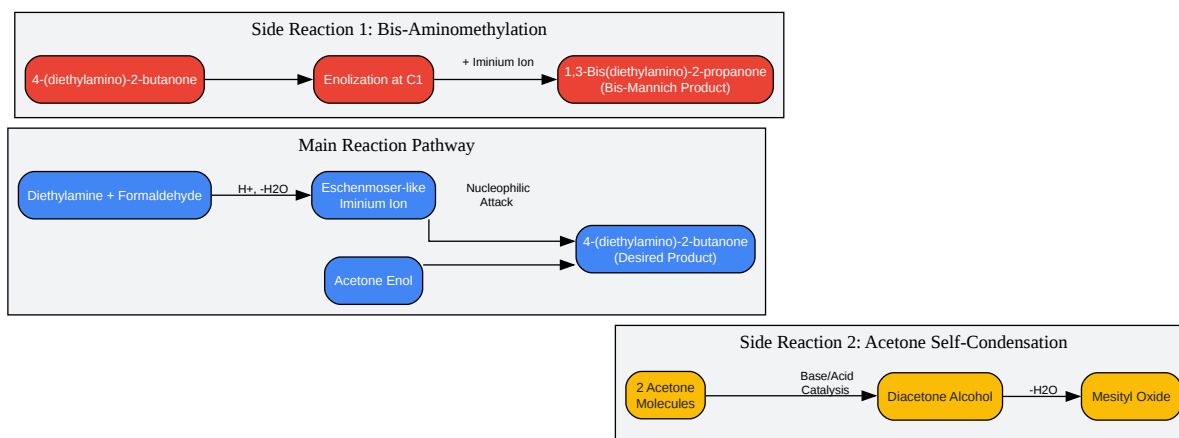 Side Reaction 1: Bis-Aminomethylation
4-(diethylamino)-2-butanone
Enolization at C1
+ Iminium Ion
1,3-Bis(diethylamino)-2-propanone
(Bis-Mannich Product)
Main Reaction Pathway
Diethylamine + Formaldehyde
H+, -H2O
Eschenmoser-like
Iminium Ion
Nucleophilic
Attack
Acetone Enol
4-(diethylamino)-2-butanone
(Desired Product)
Side Reaction 2: Acetone Self-Condensation
2 Acetone
Molecules
Base/Acid
Catalysis
Diacetone Alcohol
-H2O
Mesityl Oxide